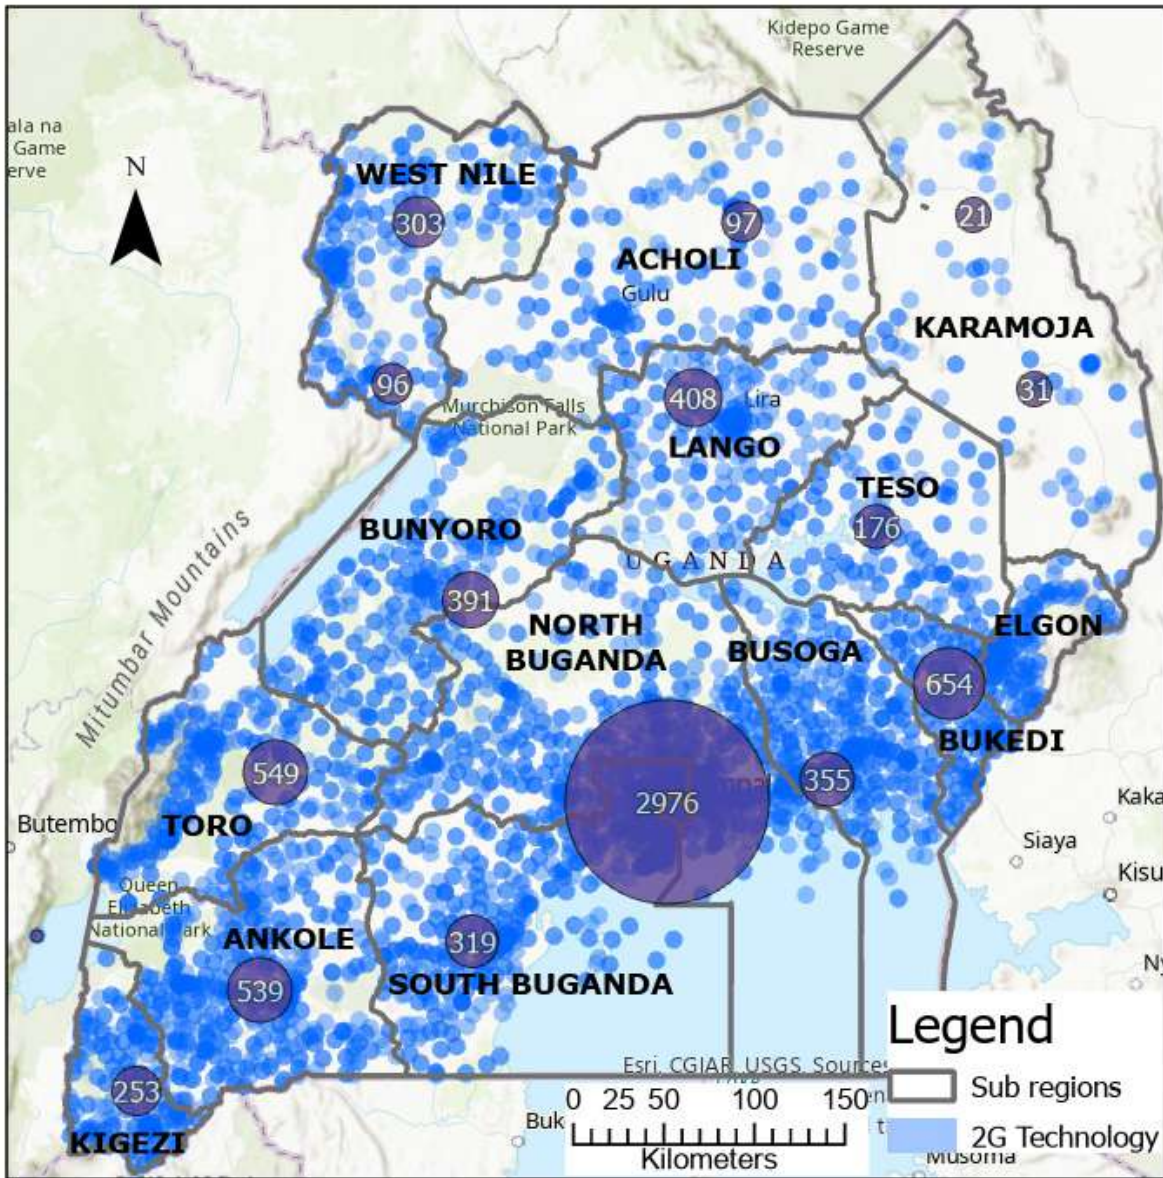 Kidepo Game
Reserve
ala na
Game
erve
N
WEST NILE
303
97
21
ACHOLI
Gulu
KARAMOJA
96
Murchison Falls
National Park
408
Lira
31
LANGO
TESO
176
BUNYORO
UGANDA
Mitumbar Mountains
391
NORTH
BUGANDA
BUSOGA
ELGON
654
BUKEDI
549
2976
355
TORO
Butembo
Kaka
Siaya
Kisu
Queen
Elizabeth
National Park
ANKOLE
319
SOUTH BUGANDA
539
Ny
253
KIGEZI
Legend
Sub regions
2G Technology
Esri, CGIAR, USGS, Sources
0 25 50 100 150
Kilometers
Buk
en
Musoma